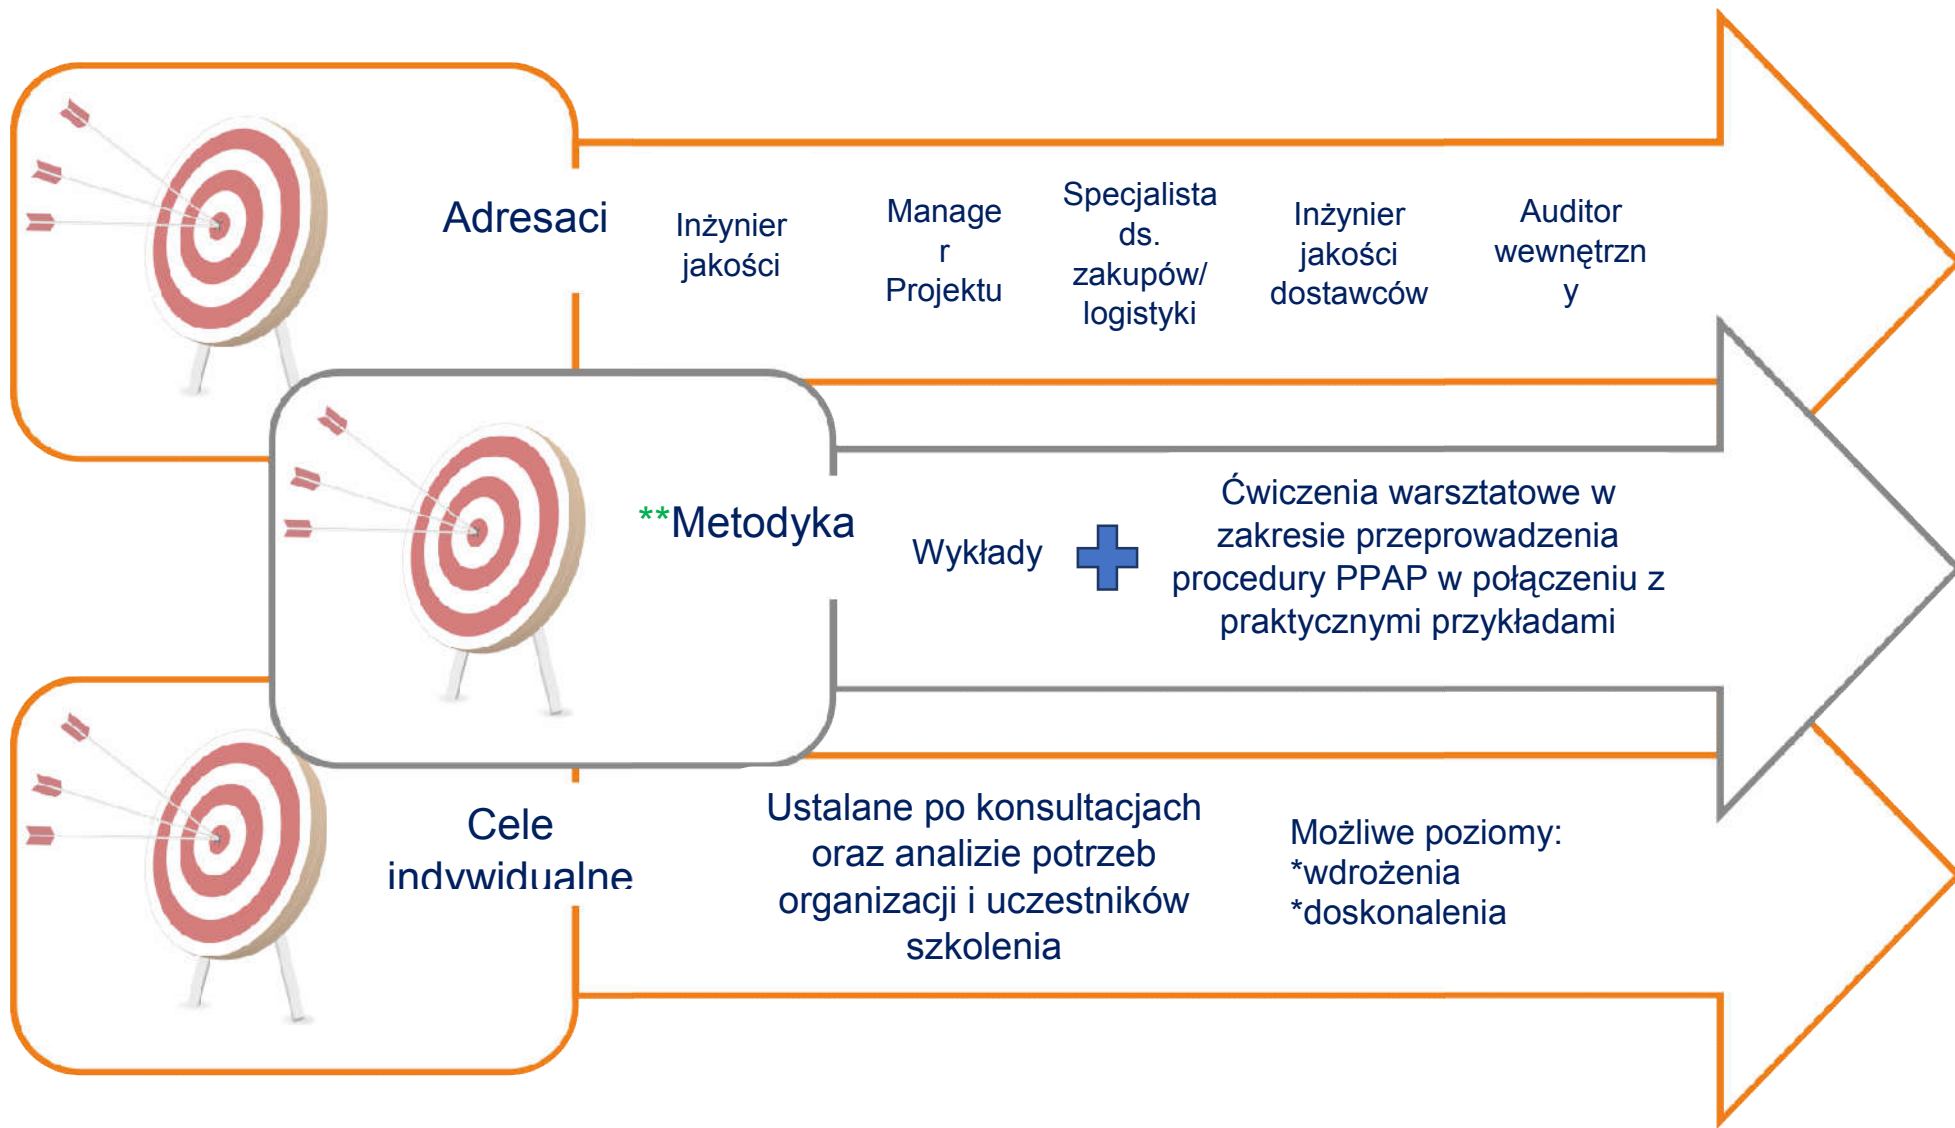 Adresaci
Inżynier
jakości
Manage
r
Projektu
Specjalista
ds.
zakupów/
logistyki
Inżynier
jakości
dostawców
Auditor
wewnętrzn
y
**Metodyka
Wykłady
Ćwiczenia warsztatowe w
zakresie przeprowadzenia
procedury PPAP w połączeniu z
praktycznymi przykładami
Cele
indywidualne
Ustalane po konsultacjach
oraz analizie potrzeb
organizacji i uczestników
szkolenia
Możliwe poziomy:
*wdrożenia
*doskonalenia